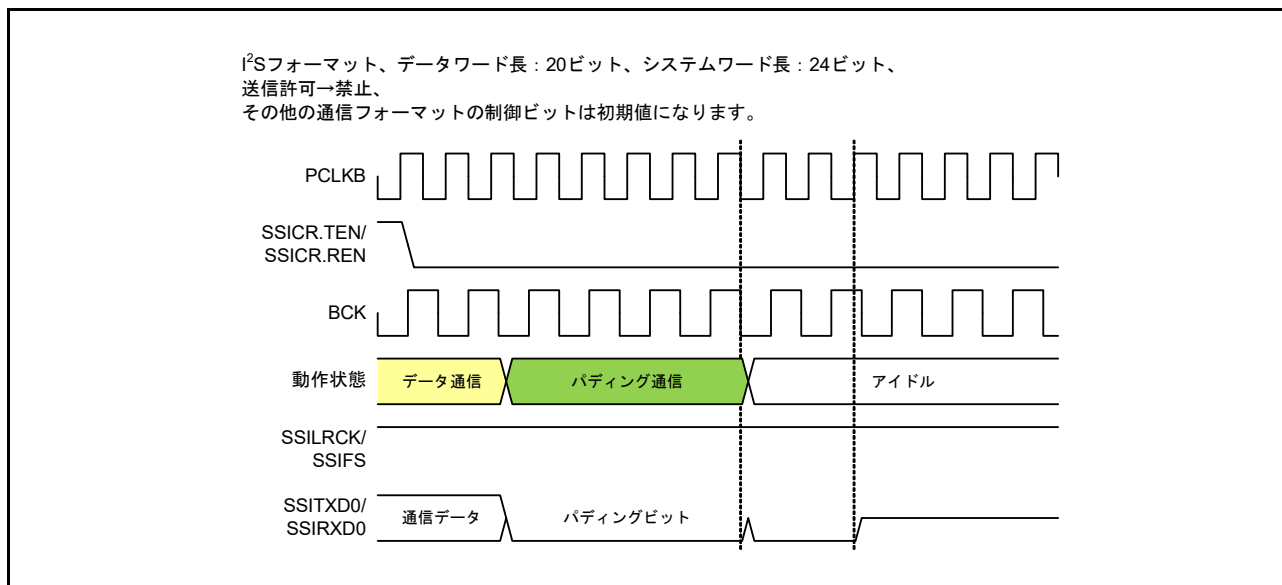 I²Sフォーマット、データワード長：20ビット、システムワード長：24ビット、
送信許可→禁止、
その他の通信フォーマットの制御ビットは初期値になります。
PCLKB
SSICR.TEN/
SSICR.REN
BCK
動作状態
データ通信
パディング通信
アイドル
SSILRCK/
SSIFS
SSITXD0/
SSIRXD0
通信データ
パディングビット